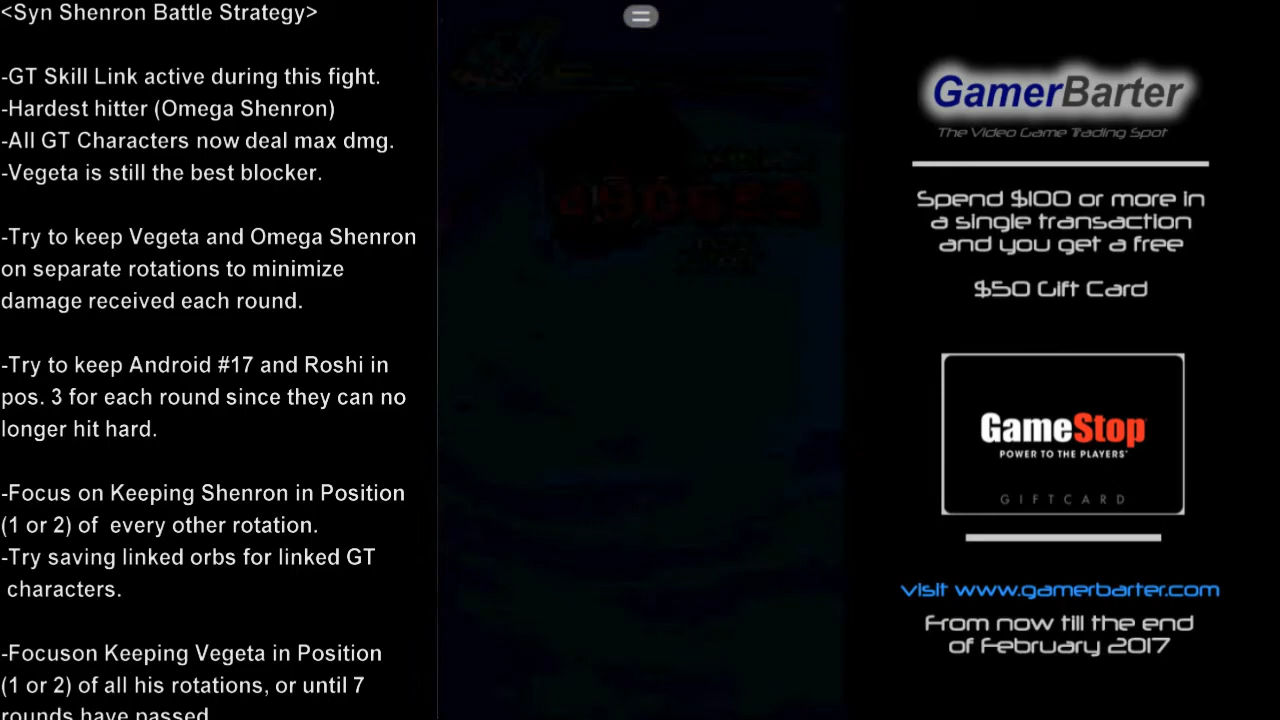 <Syn Shenron Battle Strategy>
-GT Skill Link active during this fight.
-Hardest hitter (Omega Shenron)
-All GT Characters now deal max dmg.
-Vegeta is still the best blocker.
-Try to keep Vegeta and Omega Shenron
on separate rotations to minimize
damage received each round.
-Try to keep Android #17 and Roshi in
pos. 3 for each round since they can no
longer hit hard.
-Focus on Keeping Shenron in Position
(1 or 2) of every other rotation.
-Try saving linked orbs for linked GT
characters.
-Focuson Keeping Vegeta in Position
(1 or 2) of all his rotations, or until 7
rounds have passed
GamerBarter
The Video Game Trading Spot
Spend $100 or more in
a single transaction
and you get a free
$50 Gift Card
GameStop
POWER TO THE PLAYERS
GIFTCARD
visit www.gamerbarter.com
From now till the end
of February 2017